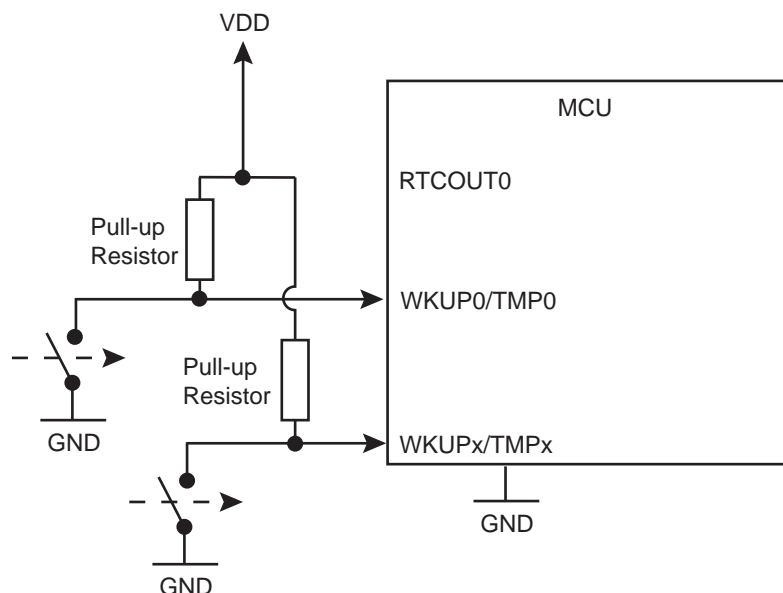 VDD
MCU
RTCOUT0
Pull-up
Resistor
WKUP0/TMP0
Pull-up
Resistor
GND
WKUPx/TMPx
GND
GND